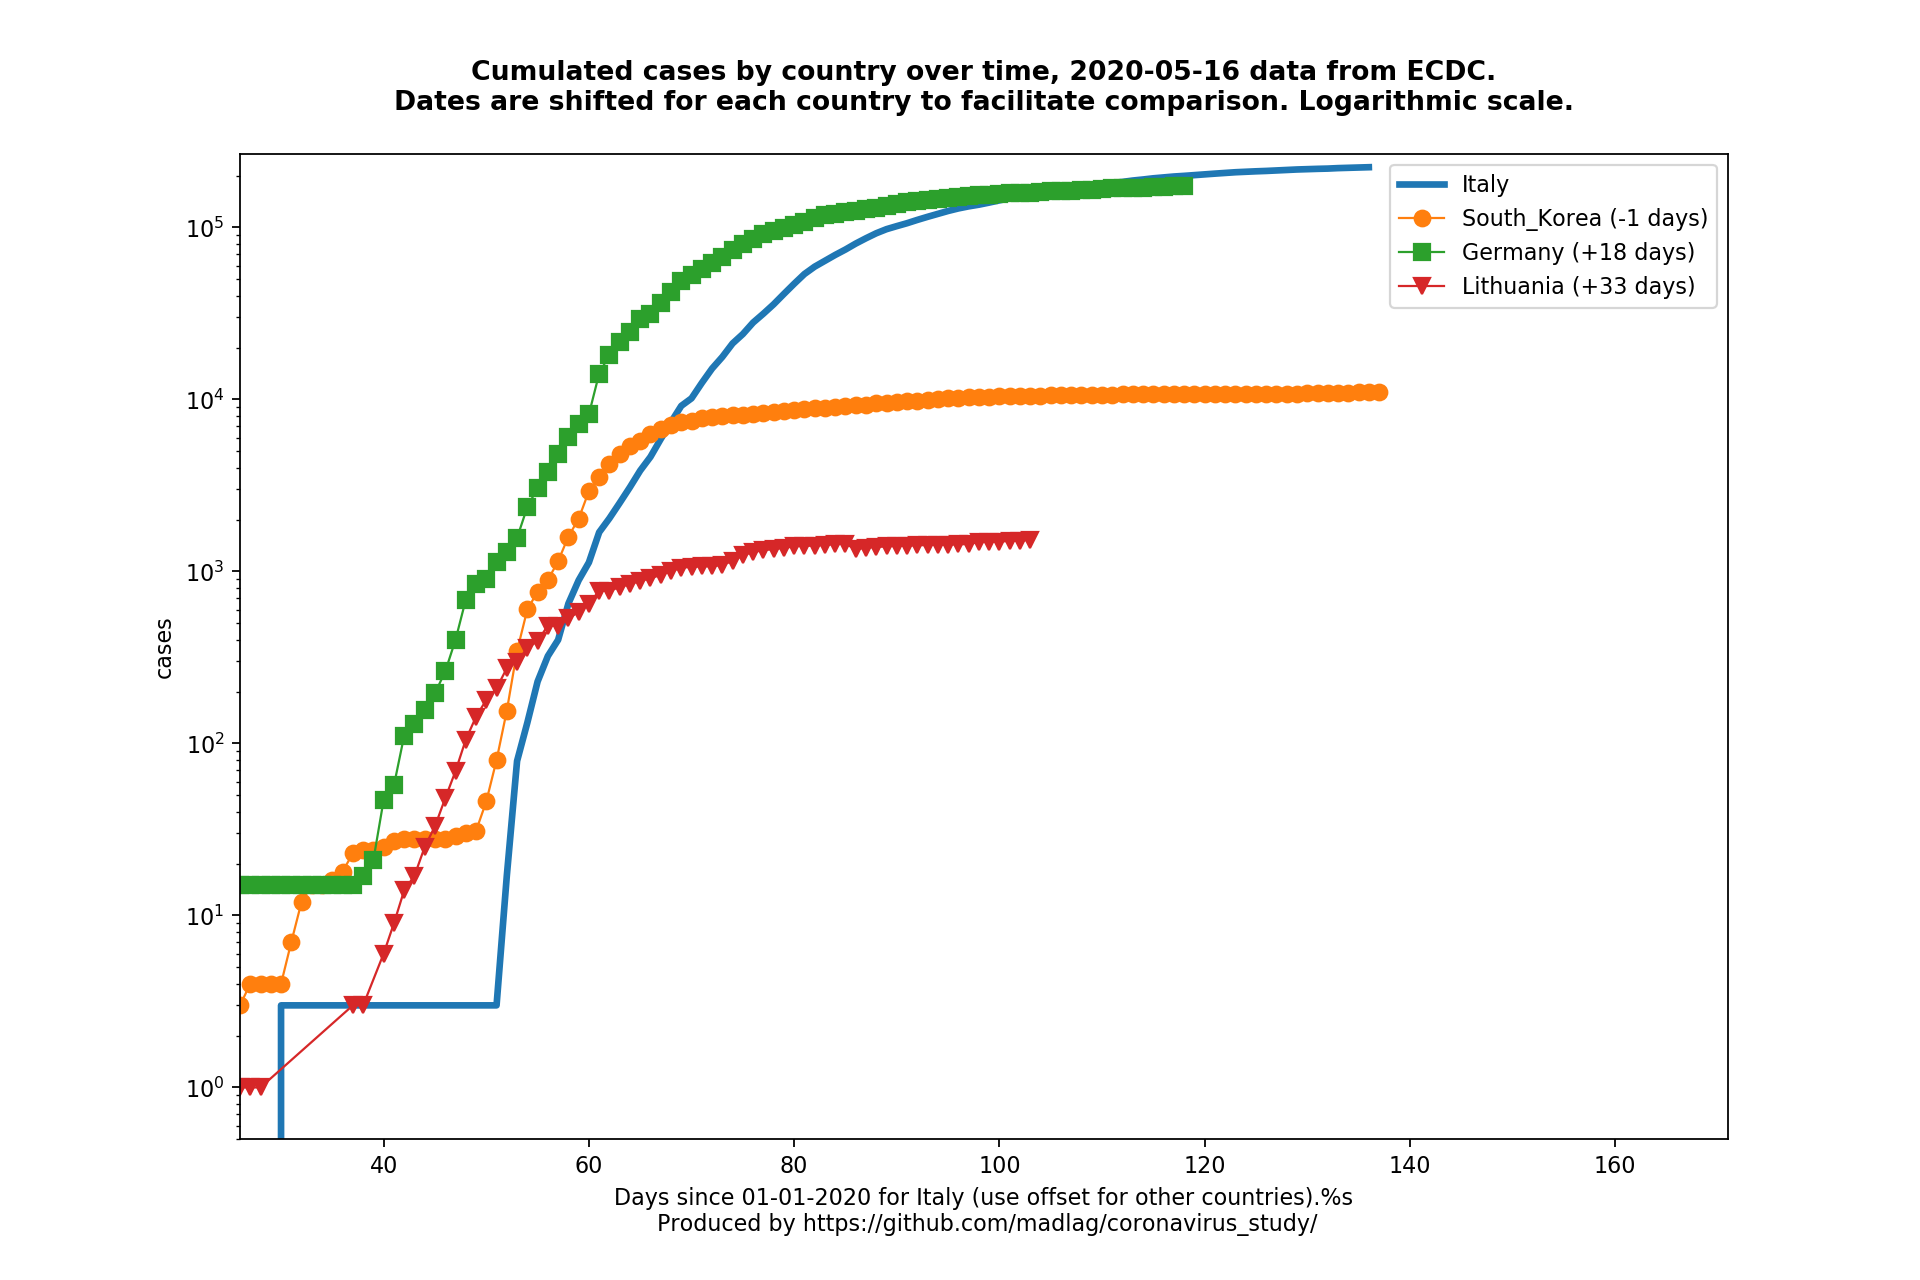 Cumulated cases by country over time, 2020-05-16 data from ECDC.
Dates are shifted for each country to facilitate comparison. Logarithmic scale.
Italy
South_Korea (-1 days)
Germany (+18 days)
Lithuania (+33 days)
10^5
10^4
10^3
10^2
10^1
10^0
cases
40 60 80 100 120 140 160
Days since 01-01-2020 for Italy (use offset for other countries).%s
Produced by https://github.com/madlag/coronavirus_study/